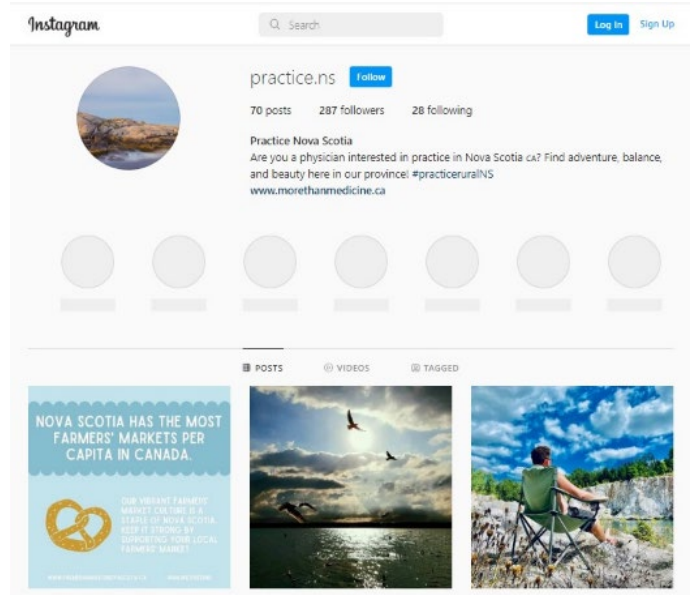 Instagram
Search
Log In
Sign Up
practice.ns
Follow
70 posts 287 followers 28 following
Practice Nova Scotia
Are you a physician interested in practice in Nova Scotia CA? Find adventure, balance,
and beauty here in our province! #practiceruralNS
www.morethanmedicine.ca
POSTS VIDEOS TAGGED
NOVA SCOTIA HAS THE MOST
FARMERS' MARKETS PER
CAPITA IN CANADA.
OUR VIBRANT FARMERS'
MARKET CULTURE IS A
STAPLE OF NOVA SCOTIA.
KEEP IT STRONG BY
SUPPORTING YOUR LOCAL
FARMERS' MARKET.